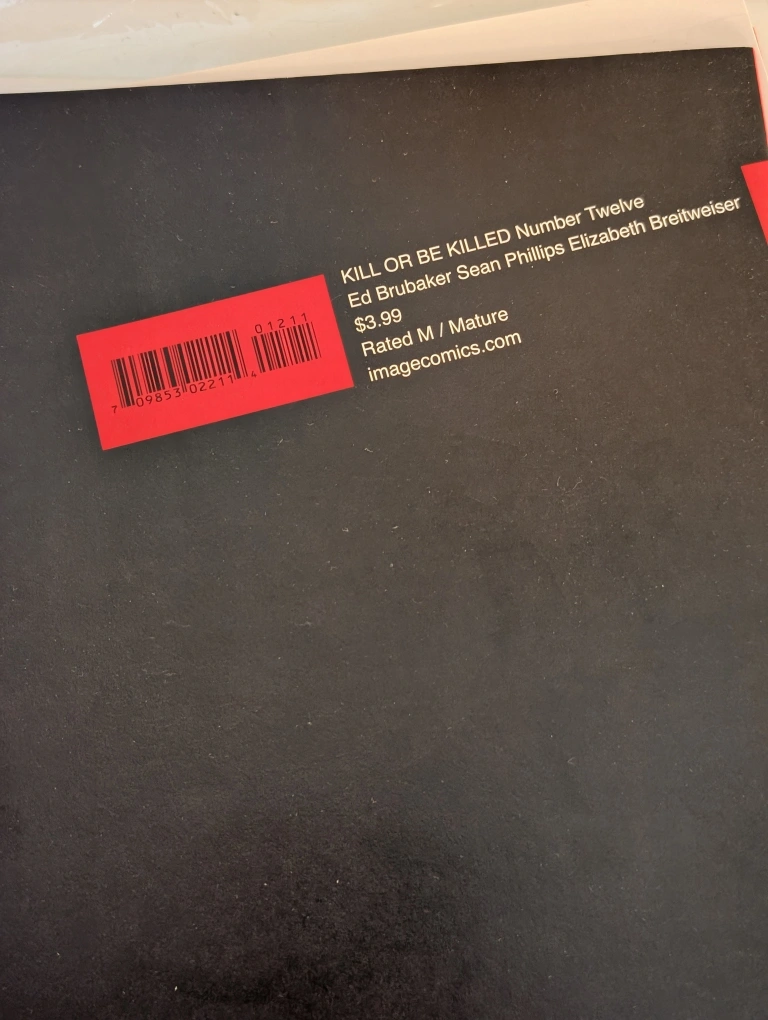 KILL OR BE KILLED Number Twelve
Ed Brubaker Sean Phillips Elizabeth Breitweiser
$3.99
Rated M / Mature
imagecomics.com
01211
7 09853 02211 4